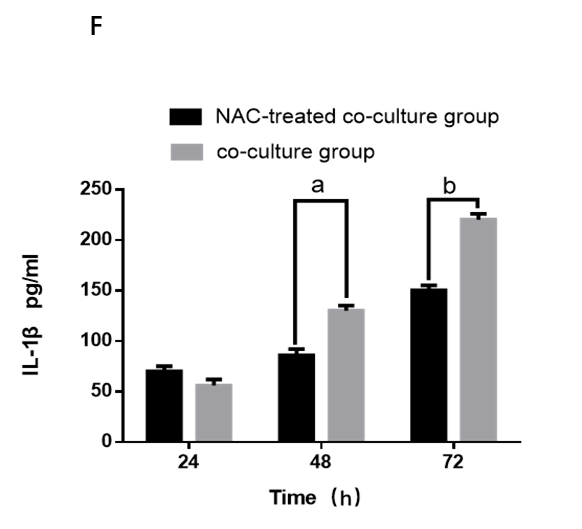 F
NAC-treated co-culture group
co-culture group
a
b
250
200
150
100
50
0
IL-1β pg/ml
24
48
72
Time (h)